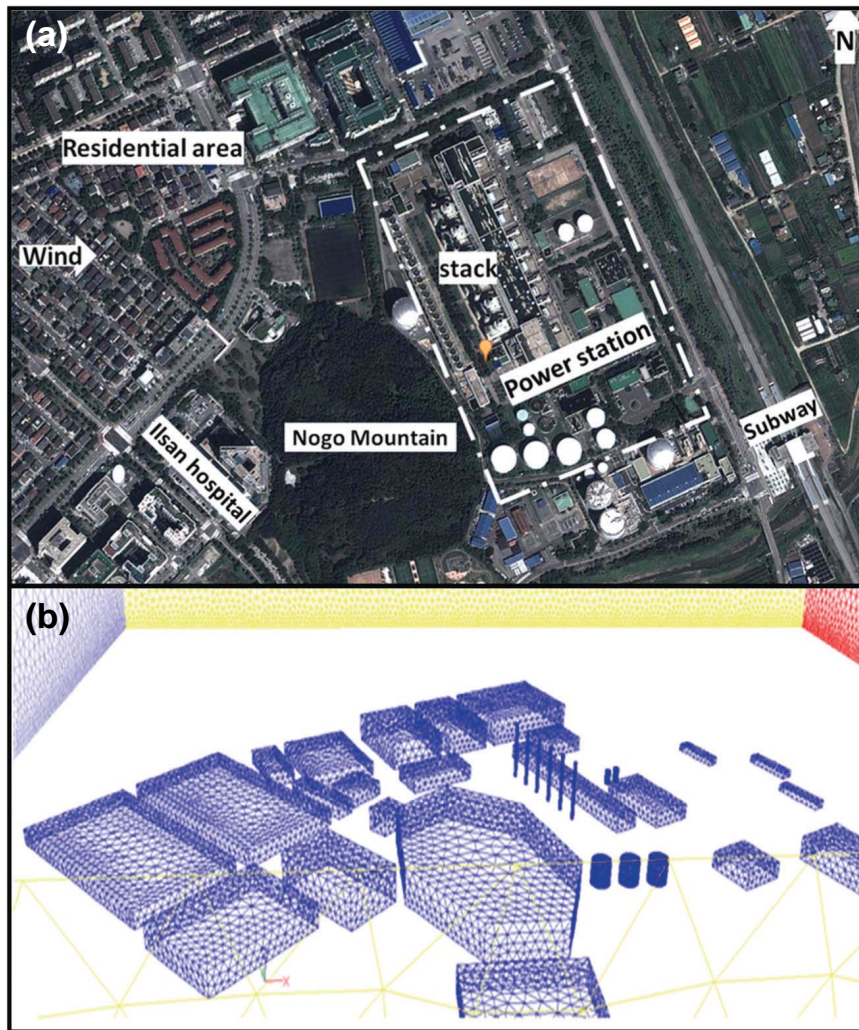 (a)
N
Residential area
Wind
stack
Power station
Nogo Mountain
Subway
Ilsan hospital
(b)
X